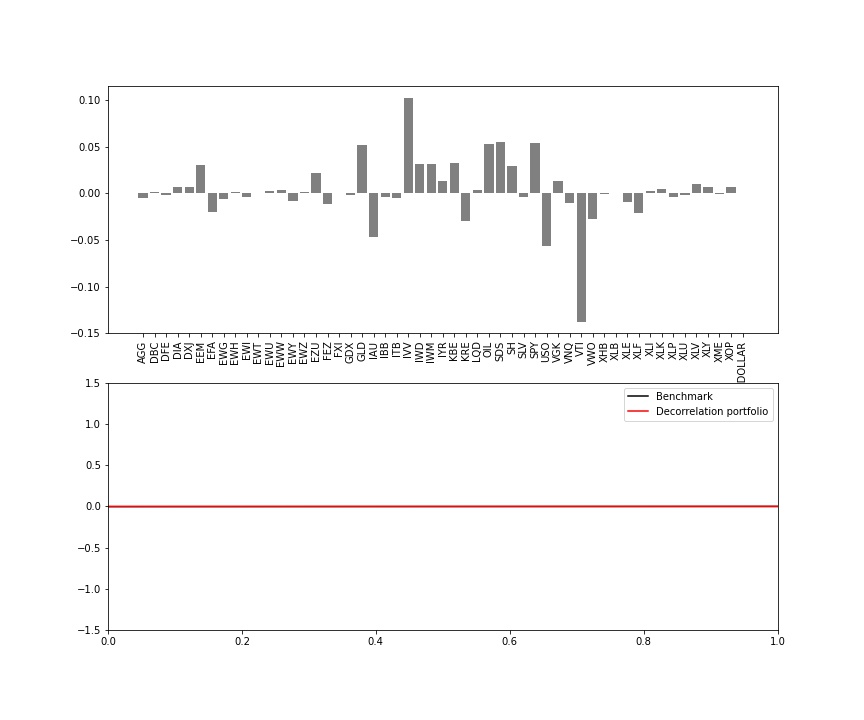 0.10
0.05
0.00
−0.05
−0.10
−0.15
AGG
DBC
DFE
DIA
DXJ
EEM
EFA
EWG
EWH
EWI
EWT
EWU
EWW
EWY
EWZ
EZU
FEZ
FXI
GDX
GLD
IAU
IBB
ITB
IVV
IWD
IWM
IYR
KBE
KRE
LQD
OIL
SDS
SH
SLV
SPY
USO
VGK
VNQ
VTI
VWO
XHB
XLB
XLE
XLF
XLI
XLK
XLP
XLU
XLV
XLY
XME
XOP
DOLLAR
1.5
1.0
0.5
0.0
−0.5
−1.0
−1.5
Benchmark
Decorrelation portfolio
0.0 0.2 0.4 0.6 0.8 1.0